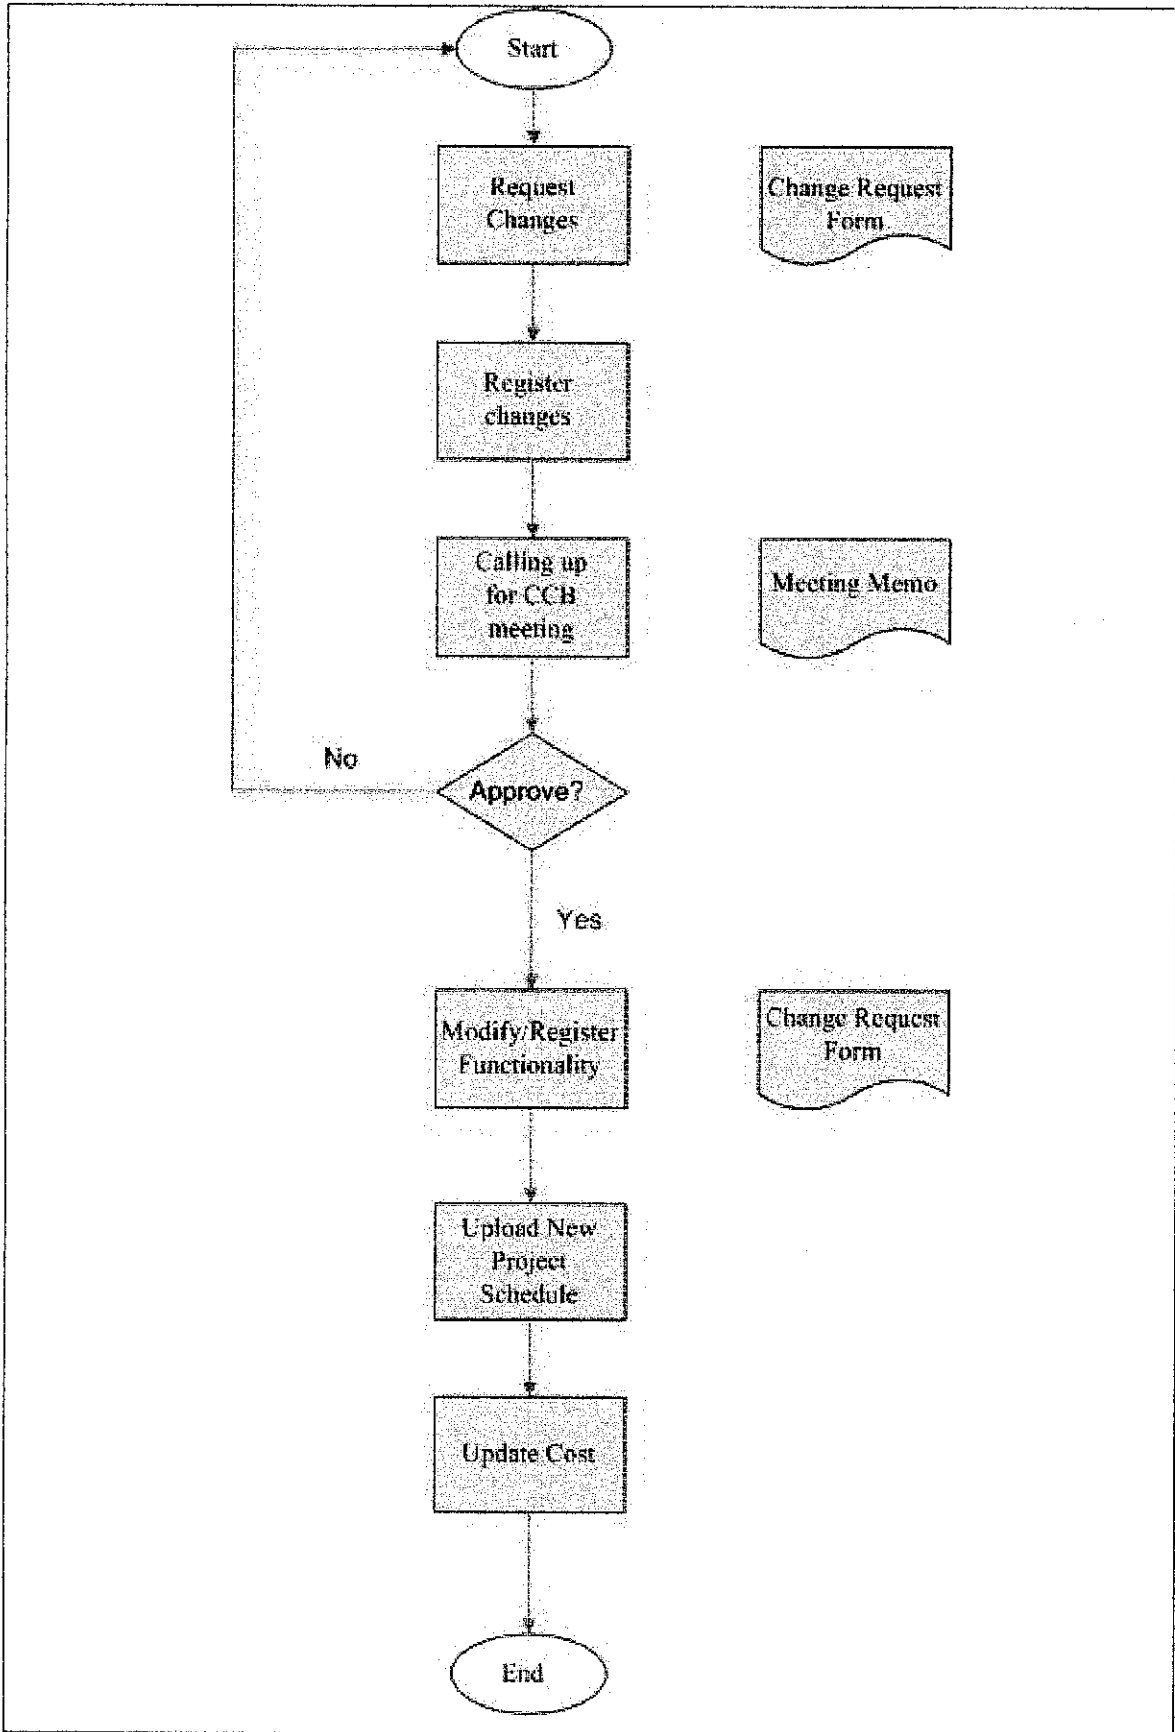 Start
Request
Changes
Change Request
Form
Register
changes
Calling up
for CCB
meeting
Meeting Memo
No
Approve?
Yes
Modify/Register
Functionality
Change Request
Form
Upload New
Project
Schedule
Update Cost
End